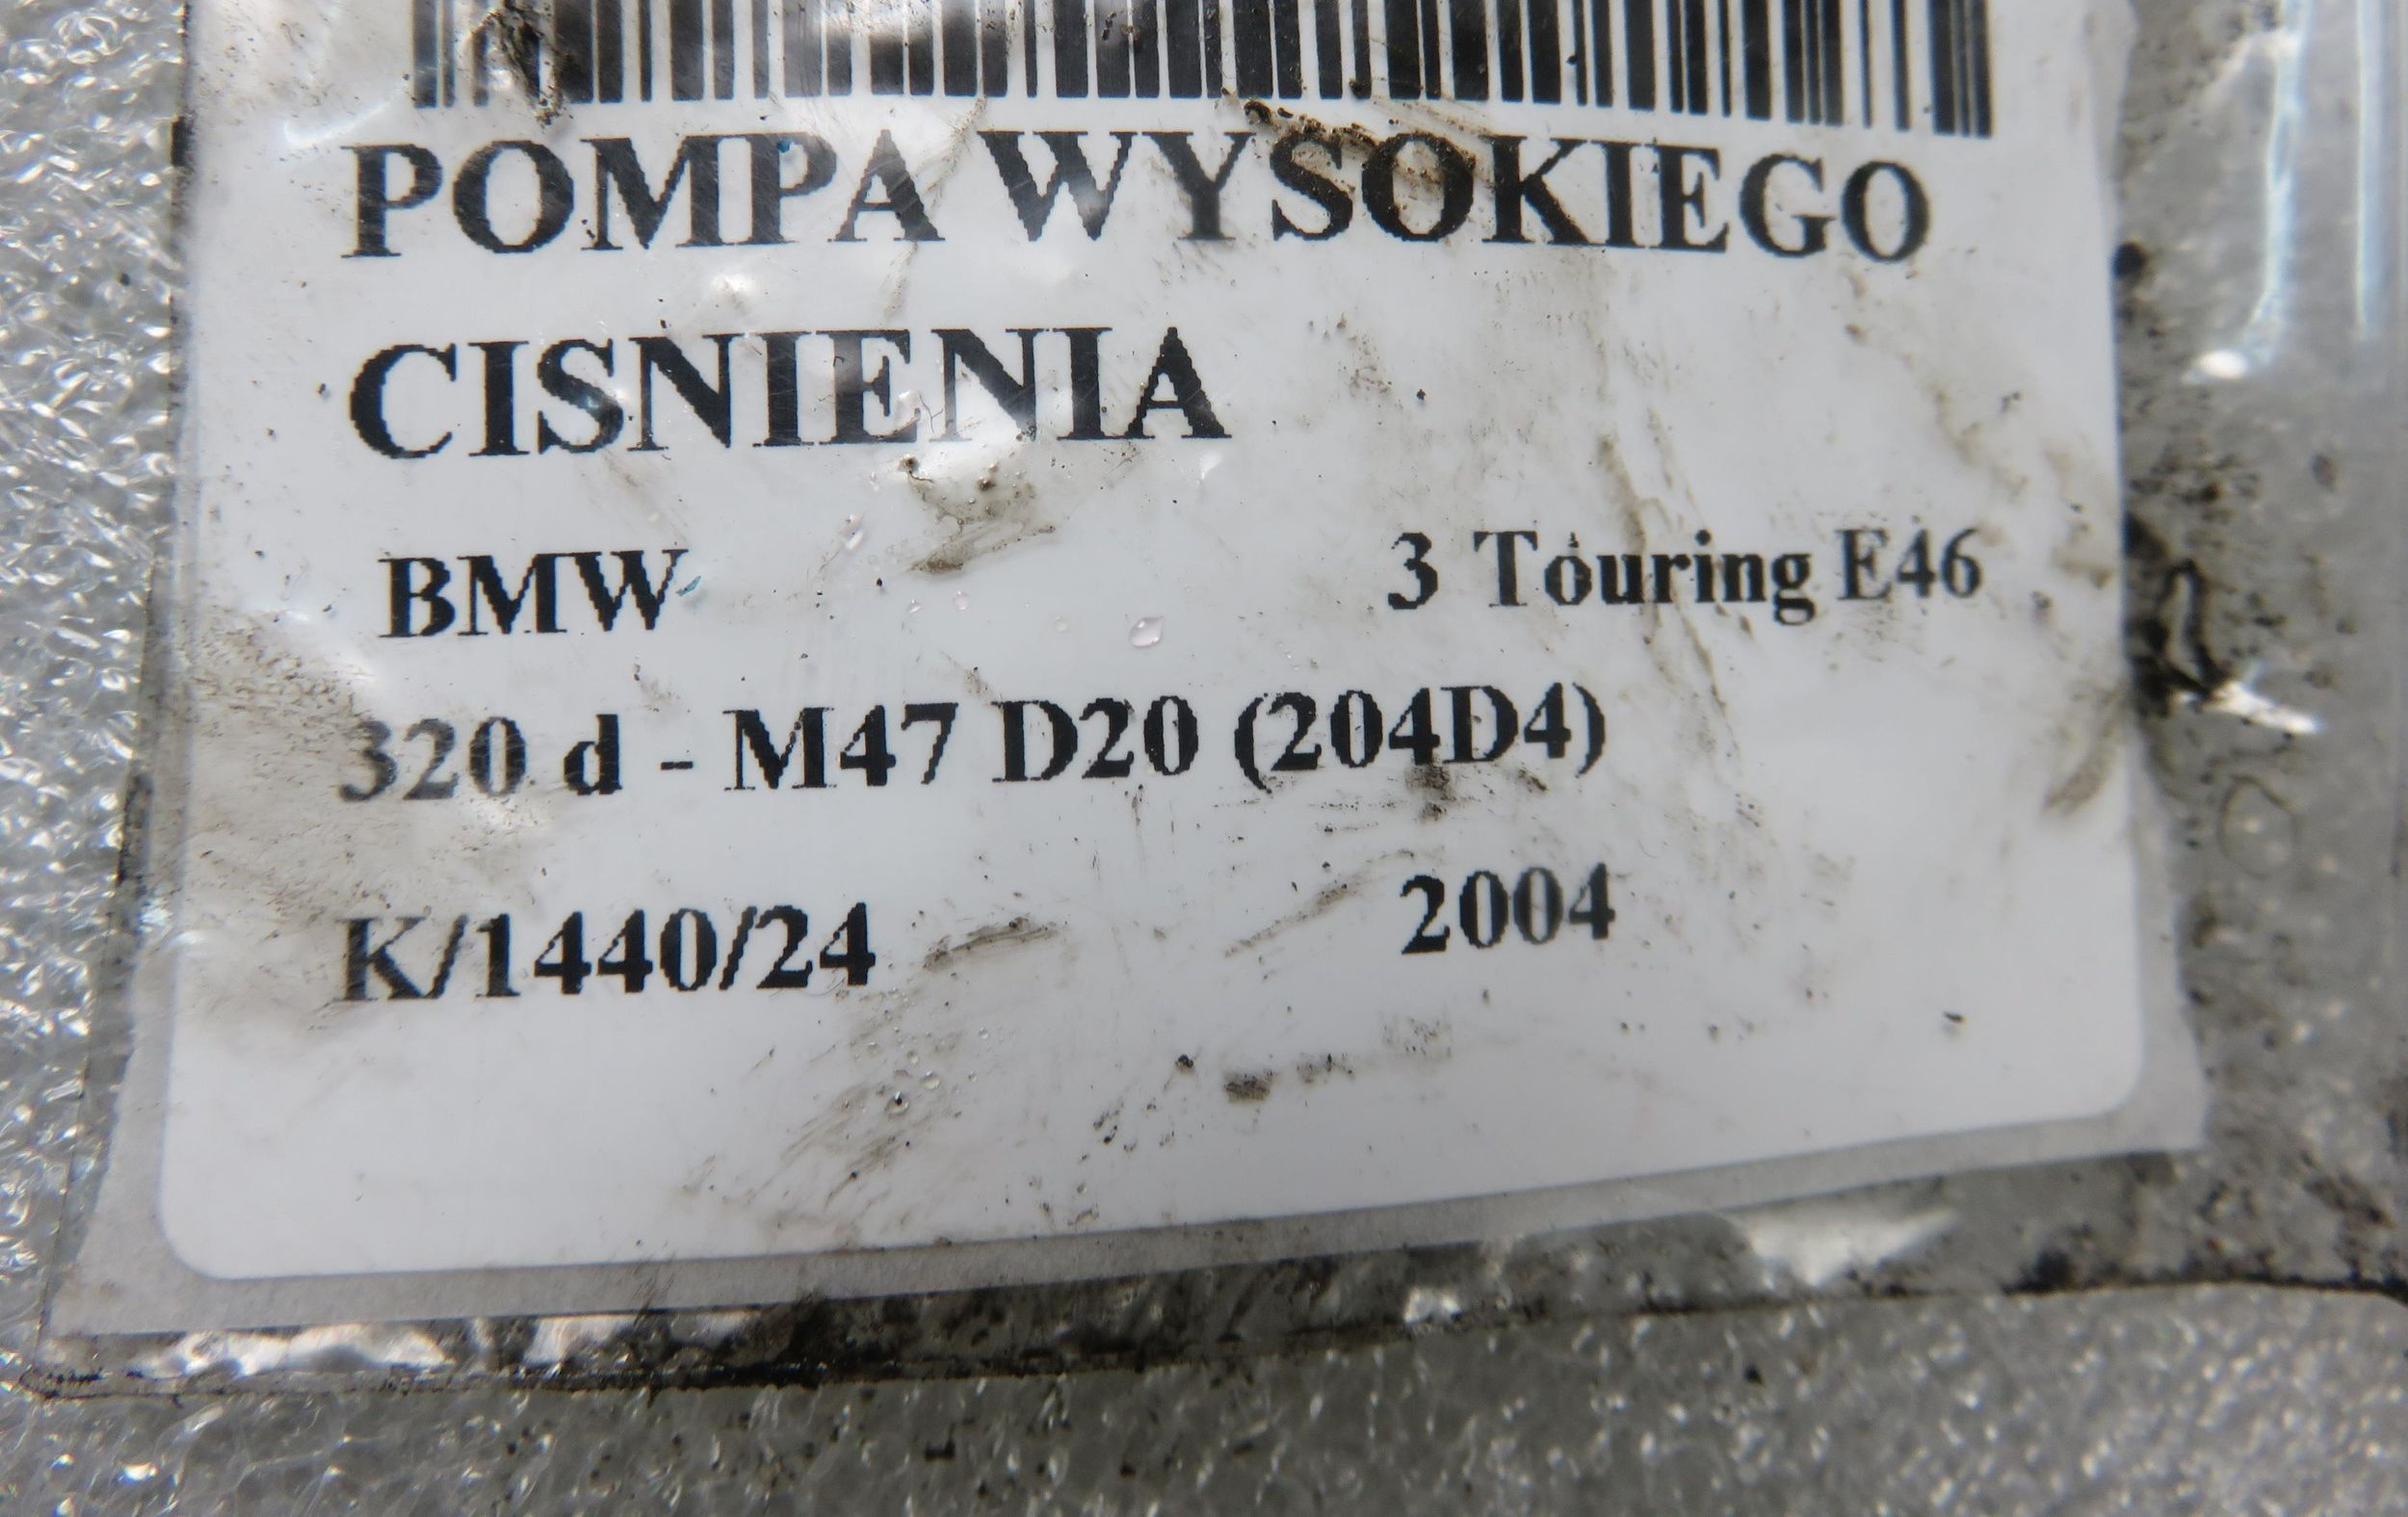 POMPA WYSOKIEGO
CISNIENIA
BMW 3 Touring E46
320 d - M47 D20 (204D4)
K/1440/24 2004